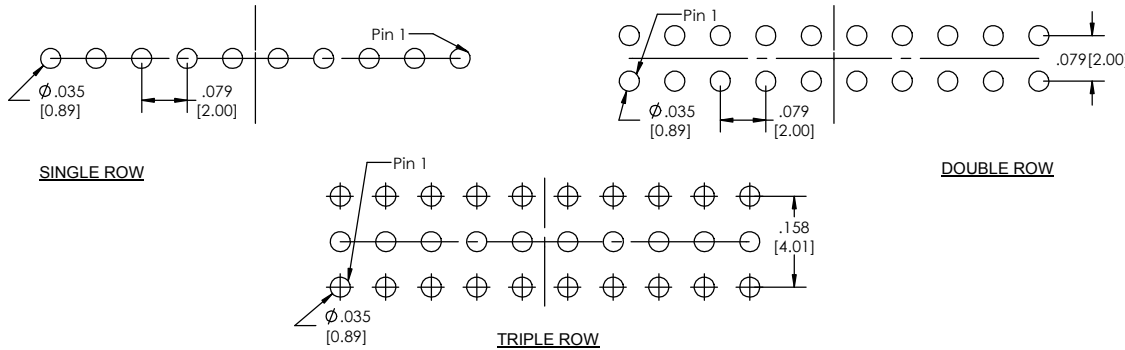 Pin 1
Φ.035
[0.89]
.079
[2.00]
SINGLE ROW
Pin 1
.079[2.00]
Φ.035
[0.89]
.079
[2.00]
DOUBLE ROW
Pin 1
.158
[4.01]
Φ.035
[0.89]
TRIPLE ROW